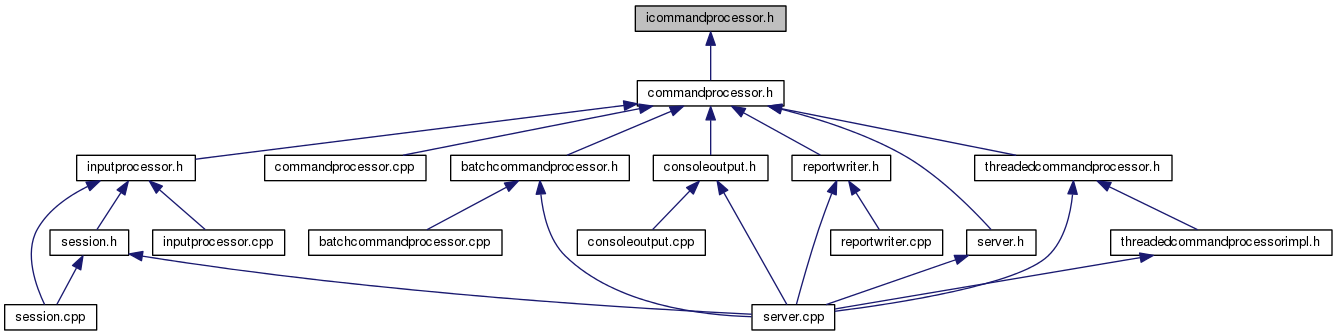 icommandprocessor.h
commandprocessor.h
inputprocessor.h
commandprocessor.cpp
batchcommandprocessor.h
consoleoutput.h
reportwriter.h
threadedcommandprocessor.h
session.h
inputprocessor.cpp
batchcommandprocessor.cpp
consoleoutput.cpp
reportwriter.cpp
server.h
threadedcommandprocessorimpl.h
session.cpp
server.cpp